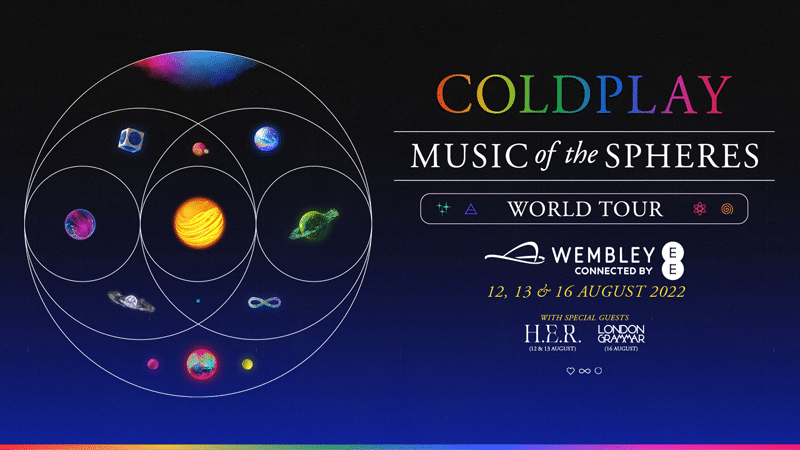 COLDPLAY
MUSIC of the SPHERES
WORLD TOUR
WEMBLEY
CONNECTED BY EE
12, 13 & 16 AUGUST 2022
WITH SPECIAL GUESTS
H.E.R. LONDON GRAMMAR
(12 & 13 AUGUST) (16 AUGUST)